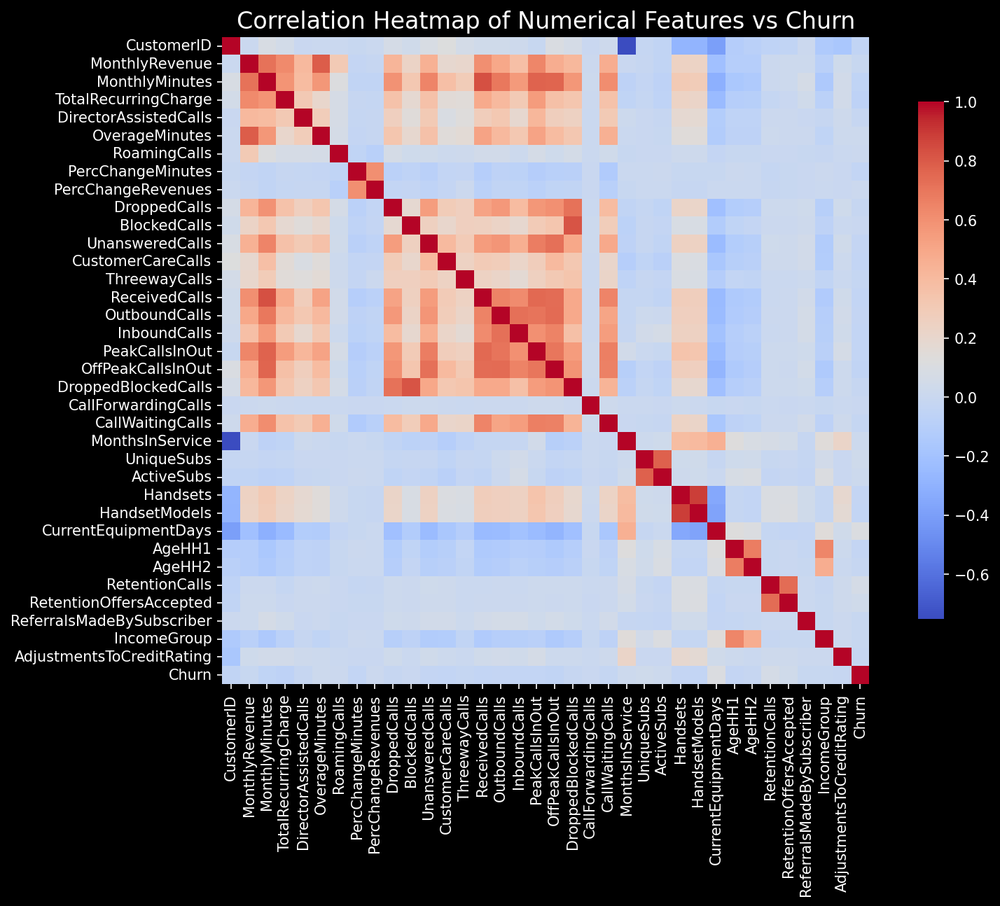 Correlation Heatmap of Numerical Features vs Churn
CustomerID
MonthlyRevenue
MonthlyMinutes
TotalRecurringCharge
DirectorAssistedCalls
OverageMinutes
RoamingCalls
PercChangeMinutes
PercChangeRevenues
DroppedCalls
BlockedCalls
UnansweredCalls
CustomerCareCalls
ThreewayCalls
ReceivedCalls
OutboundCalls
InboundCalls
PeakCallsInOut
OffPeakCallsInOut
DroppedBlockedCalls
CallForwardingCalls
CallWaitingCalls
MonthsInService
UniqueSubs
ActiveSubs
Handsets
HandsetModels
CurrentEquipmentDays
AgeHH1
AgeHH2
RetentionCalls
RetentionOffersAccepted
ReferralsMadeBySubscriber
IncomeGroup
AdjustmentsToCreditRating
Churn
CustomerID
MonthlyRevenue
MonthlyMinutes
TotalRecurringCharge
DirectorAssistedCalls
OverageMinutes
RoamingCalls
PercChangeMinutes
PercChangeRevenues
DroppedCalls
BlockedCalls
UnansweredCalls
CustomerCareCalls
ThreewayCalls
ReceivedCalls
OutboundCalls
InboundCalls
PeakCallsInOut
OffPeakCallsInOut
DroppedBlockedCalls
CallForwardingCalls
CallWaitingCalls
MonthsInService
UniqueSubs
ActiveSubs
Handsets
HandsetModels
CurrentEquipmentDays
AgeHH1
AgeHH2
RetentionCalls
RetentionOffersAccepted
ReferralsMadeBySubscriber
IncomeGroup
AdjustmentsToCreditRating
Churn
1.0
0.8
0.6
0.4
0.2
0.0
−0.2
−0.4
−0.6